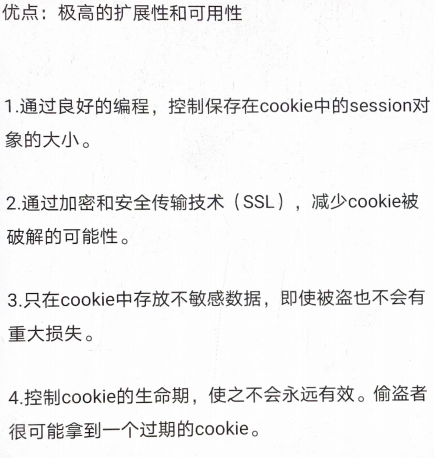 优点：极高的扩展性和可用性
1.通过良好的编程，控制保存在cookie中的session对
象的大小。
2.通过加密和安全传输技术（SSL），减少cookie被
破解的可能性。
3.只在cookie中存放不敏感数据，即使被盗也不会有
重大损失。
4.控制cookie的生命期，使之不会永远有效。偷盗者
很可能拿到一个过期的cookie。